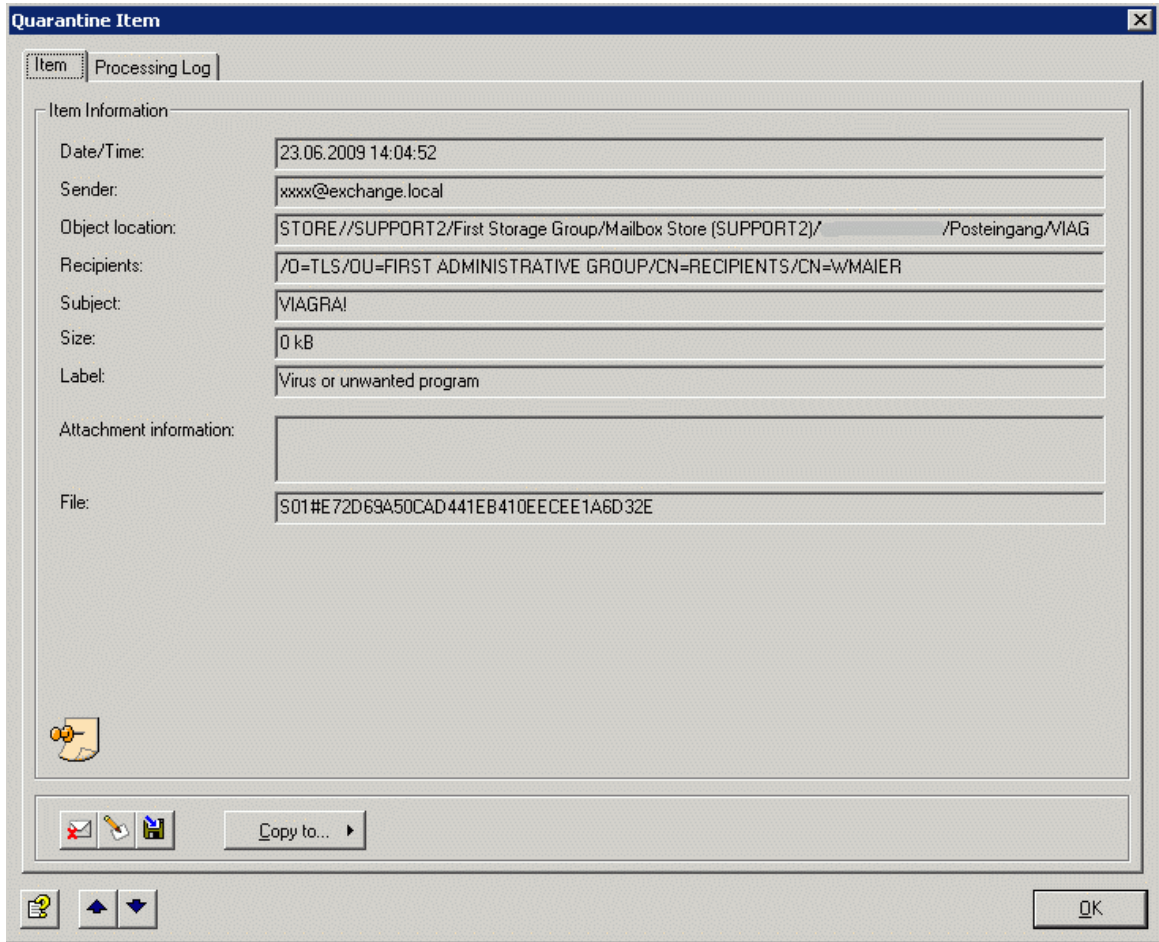 Quarantine Item
Item
Processing Log
Item Information
Date/Time:
23.06.2009 14:04:52
Sender:
xxxx@exchange.local
Object location:
STORE//SUPPORT2/First Storage Group/Mailbox Store (SUPPORT2)/ /Posteingang/VIAG
Recipients:
/O=TLS/OU=FIRST ADMINISTRATIVE GROUP/CN=RECIPIENTS/CN=WMAIER
Subject:
VIAGRA!
Size:
0 kB
Label:
Virus or unwanted program
Attachment information:
File:
S01#E72D69A50CAD441EB410EECEE1A6D32E
Copy to...
OK